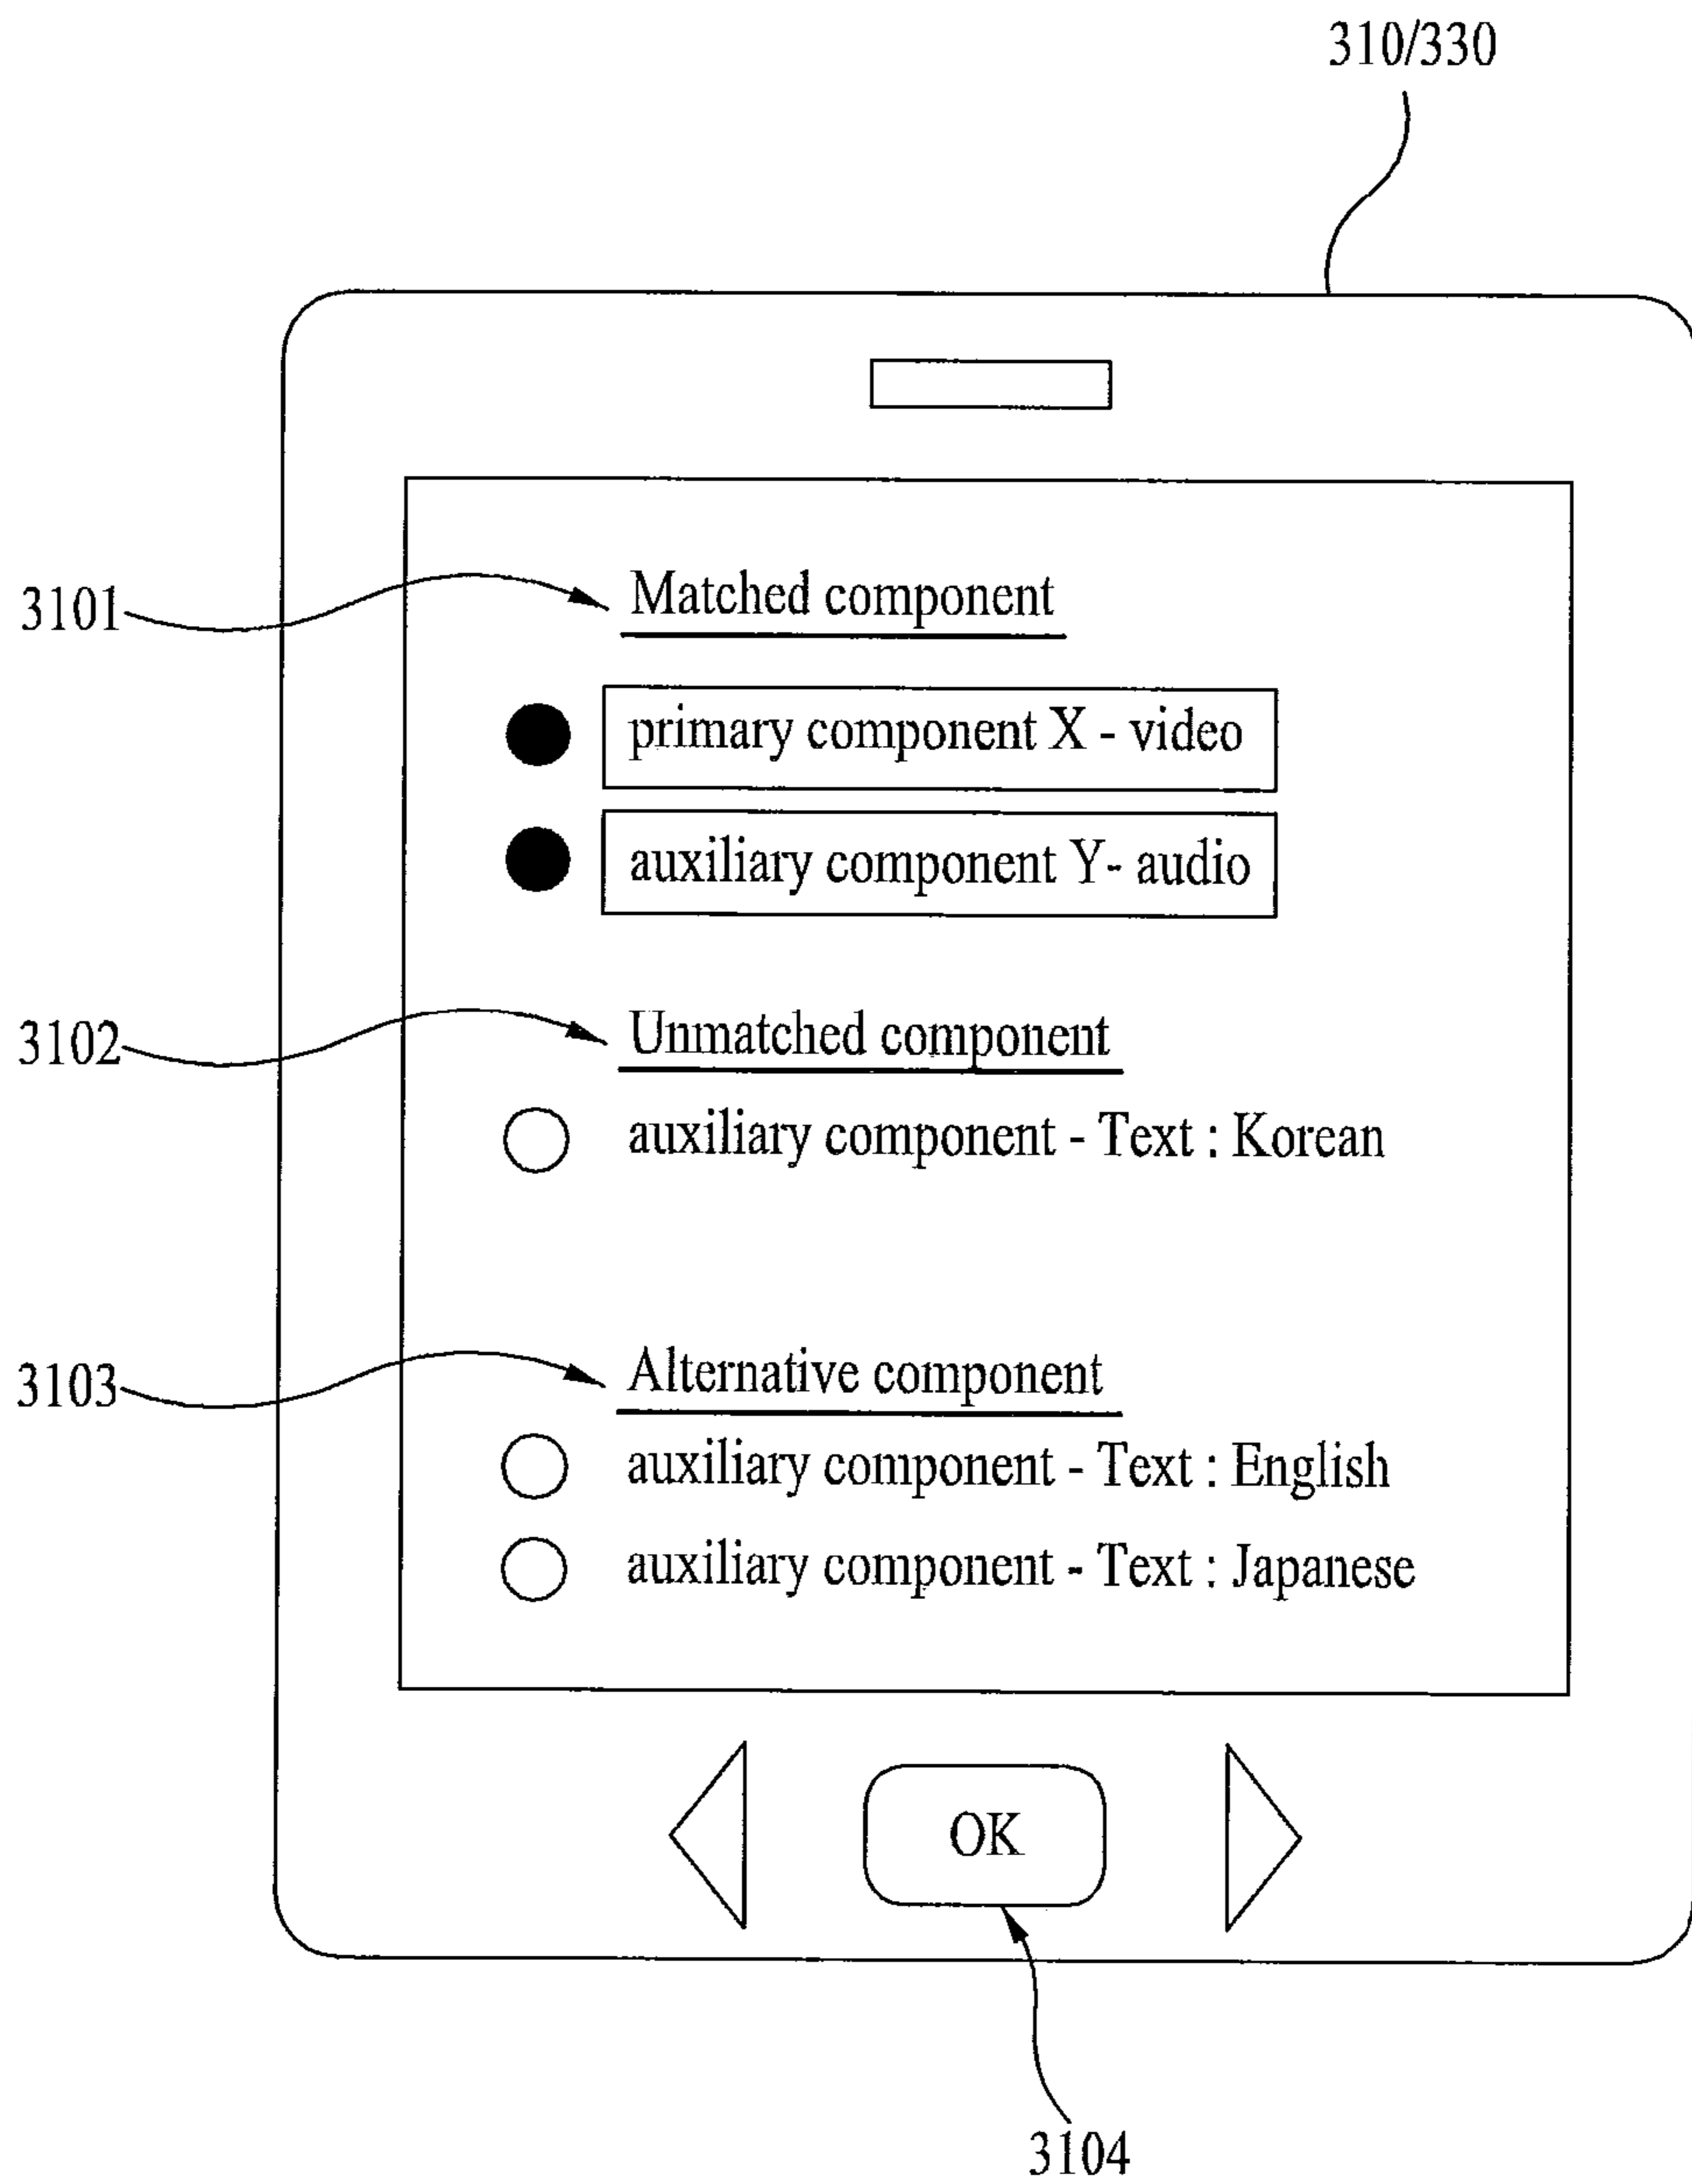 310/330
3101
Matched component
primary component X - video
auxiliary component Y- audio
3102
Unmatched component
auxiliary component - Text : Korean
3103
Alternative component
auxiliary component - Text : English
auxiliary component - Text : Japanese
OK
3104